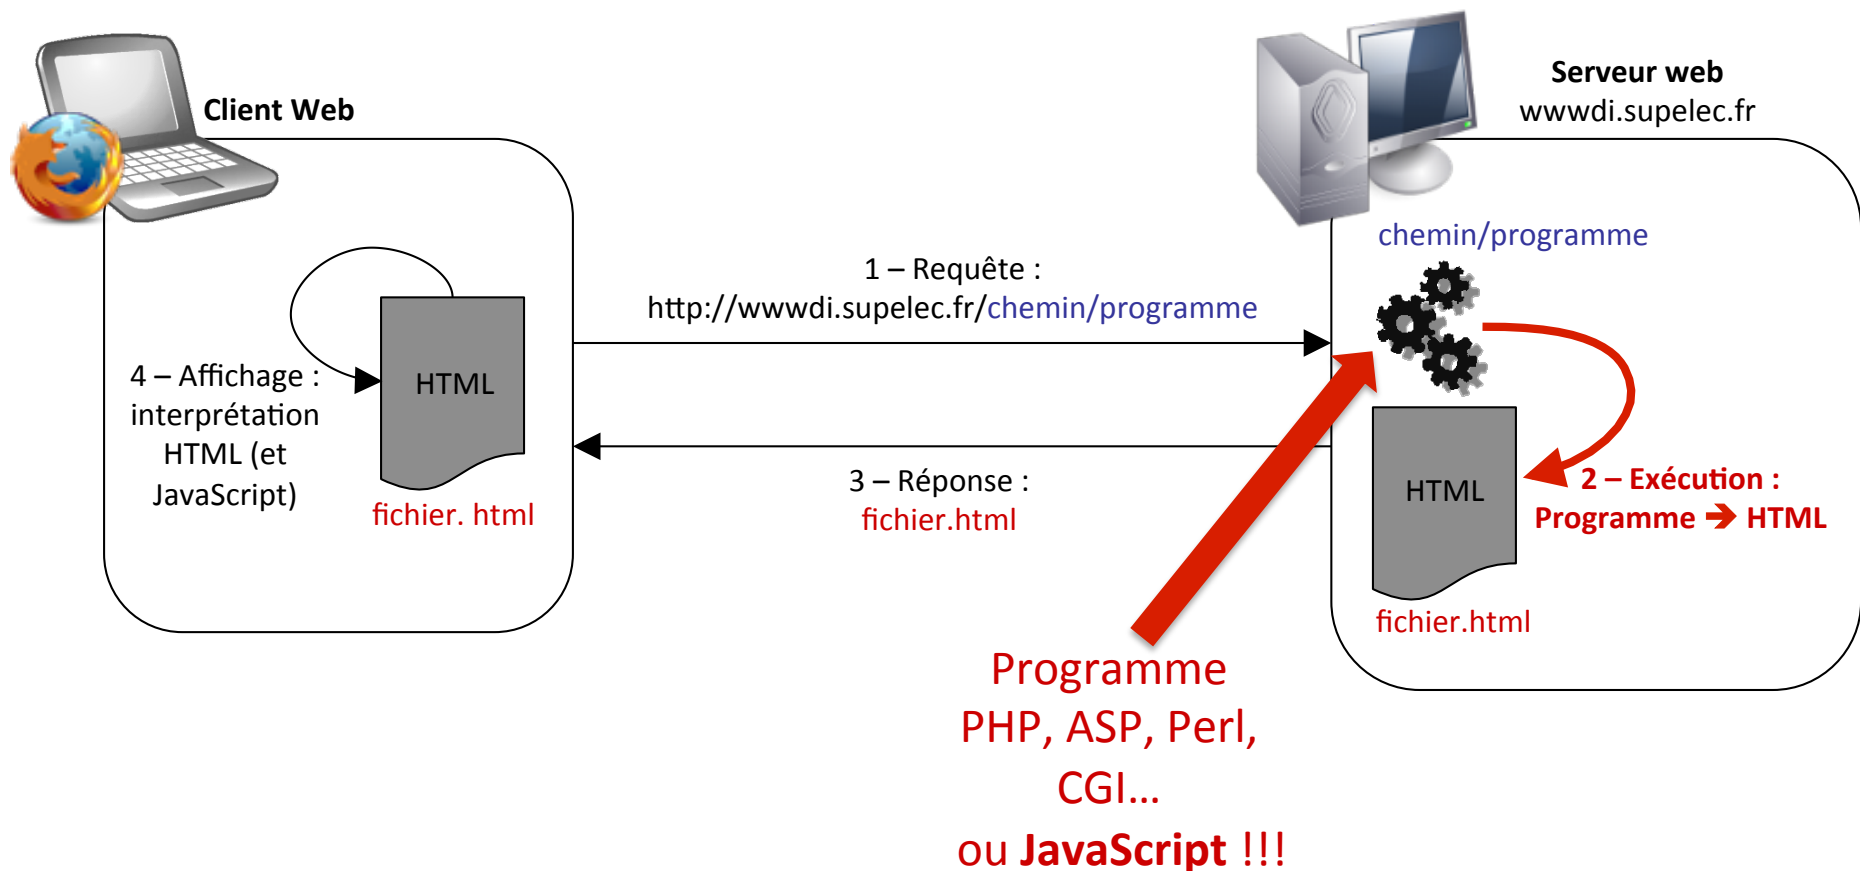 Client Web
Serveur web
wwwdi.supelec.fr
chemin/programme
1 – Requête :
http://wwwdi.supelec.fr/chemin/programme
4 – Affichage :
interprétation
HTML (et
JavaScript)
HTML
fichier. html
3 – Réponse :
fichier.html
HTML
fichier.html
2 – Exécution :
Programme ➔ HTML
Programme
PHP, ASP, Perl,
CGI…
ou JavaScript !!!